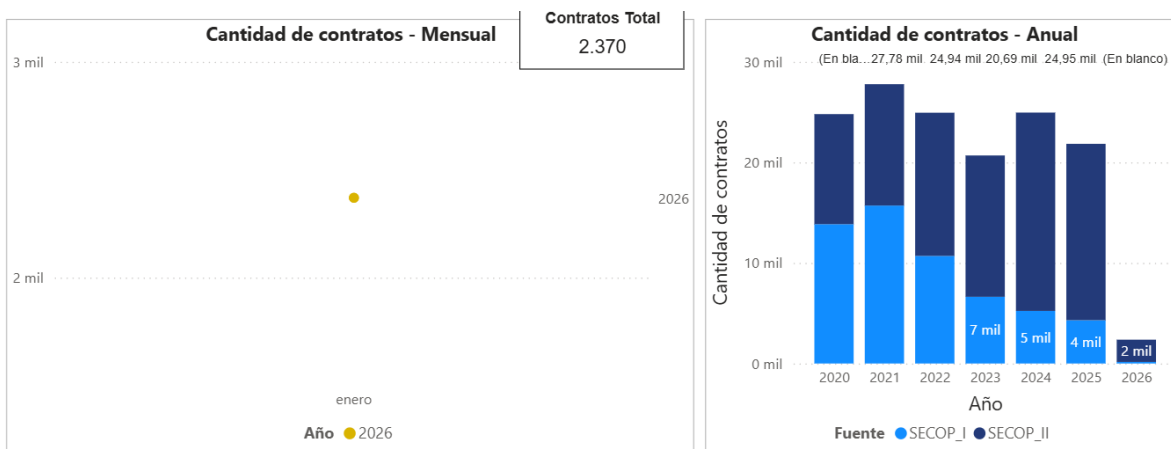 Cantidad de contratos - Mensual
Contratos Total
2.370
3 mil
2 mil
2026
enero
Año 2026
Cantidad de contratos - Anual
(En bla... 27,78 mil 24,94 mil 20,69 mil 24,95 mil (En blanco)
30 mil
20 mil
10 mil
0 mil
Cantidad de contratos
7 mil
5 mil
4 mil
2 mil
2020 2021 2022 2023 2024 2025 2026
Año
Fuente SECOP_I SECOP_II